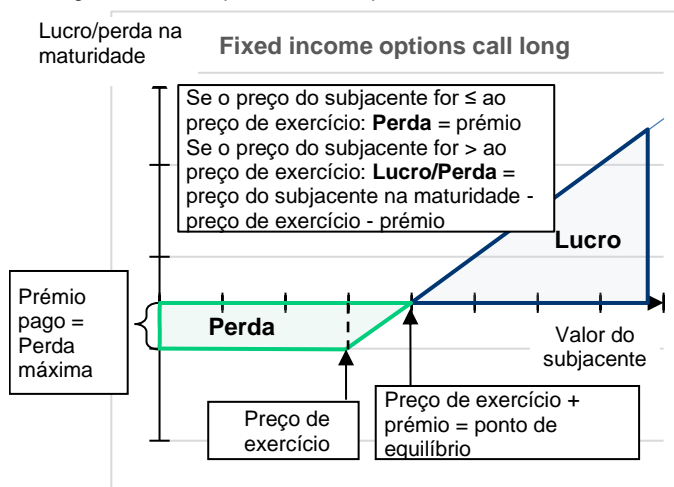 Lucro/perda na
maturidade
Fixed income options call long
Se o preço do subjacente for ≤ ao
preço de exercício: Perda = prémio
Se o preço do subjacente for > ao
preço de exercício: Lucro/Perda =
preço do subjacente na maturidade -
preço de exercício - prémio
Lucro
Prémio
pago =
Perda
máxima
Perda
Valor do
subjacente
Preço de
exercício
Preço de exercício +
prémio = ponto de
equilíbrio